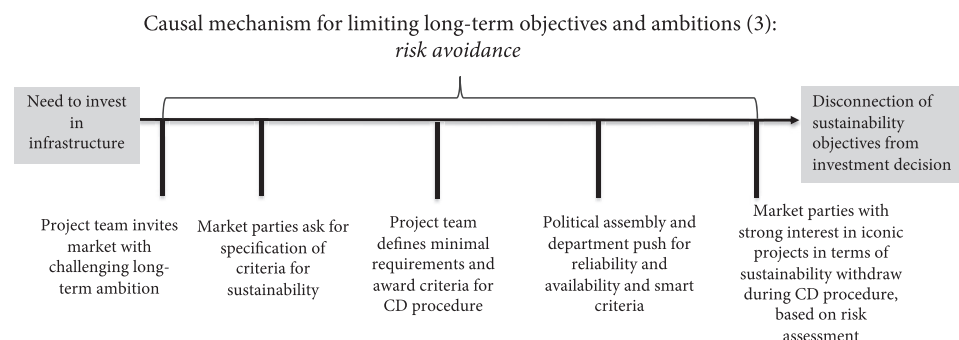 Causal mechanism for limiting long-term objectives and ambitions (3):
risk avoidance
Need to invest
in
infrastructure
Disconnection of
sustainability
objectives from
investment decision
Project team invites
market with
challenging long-
term ambition
Market parties ask for
specification of
criteria for
sustainability
Project team
defines minimal
requirements and
award criteria for
CD procedure
Political assembly and
department push for
reliability and
availability and smart
criteria
Market parties with
strong interest in iconic
projects in terms of
sustainability withdraw
during CD procedure,
based on risk
assessment